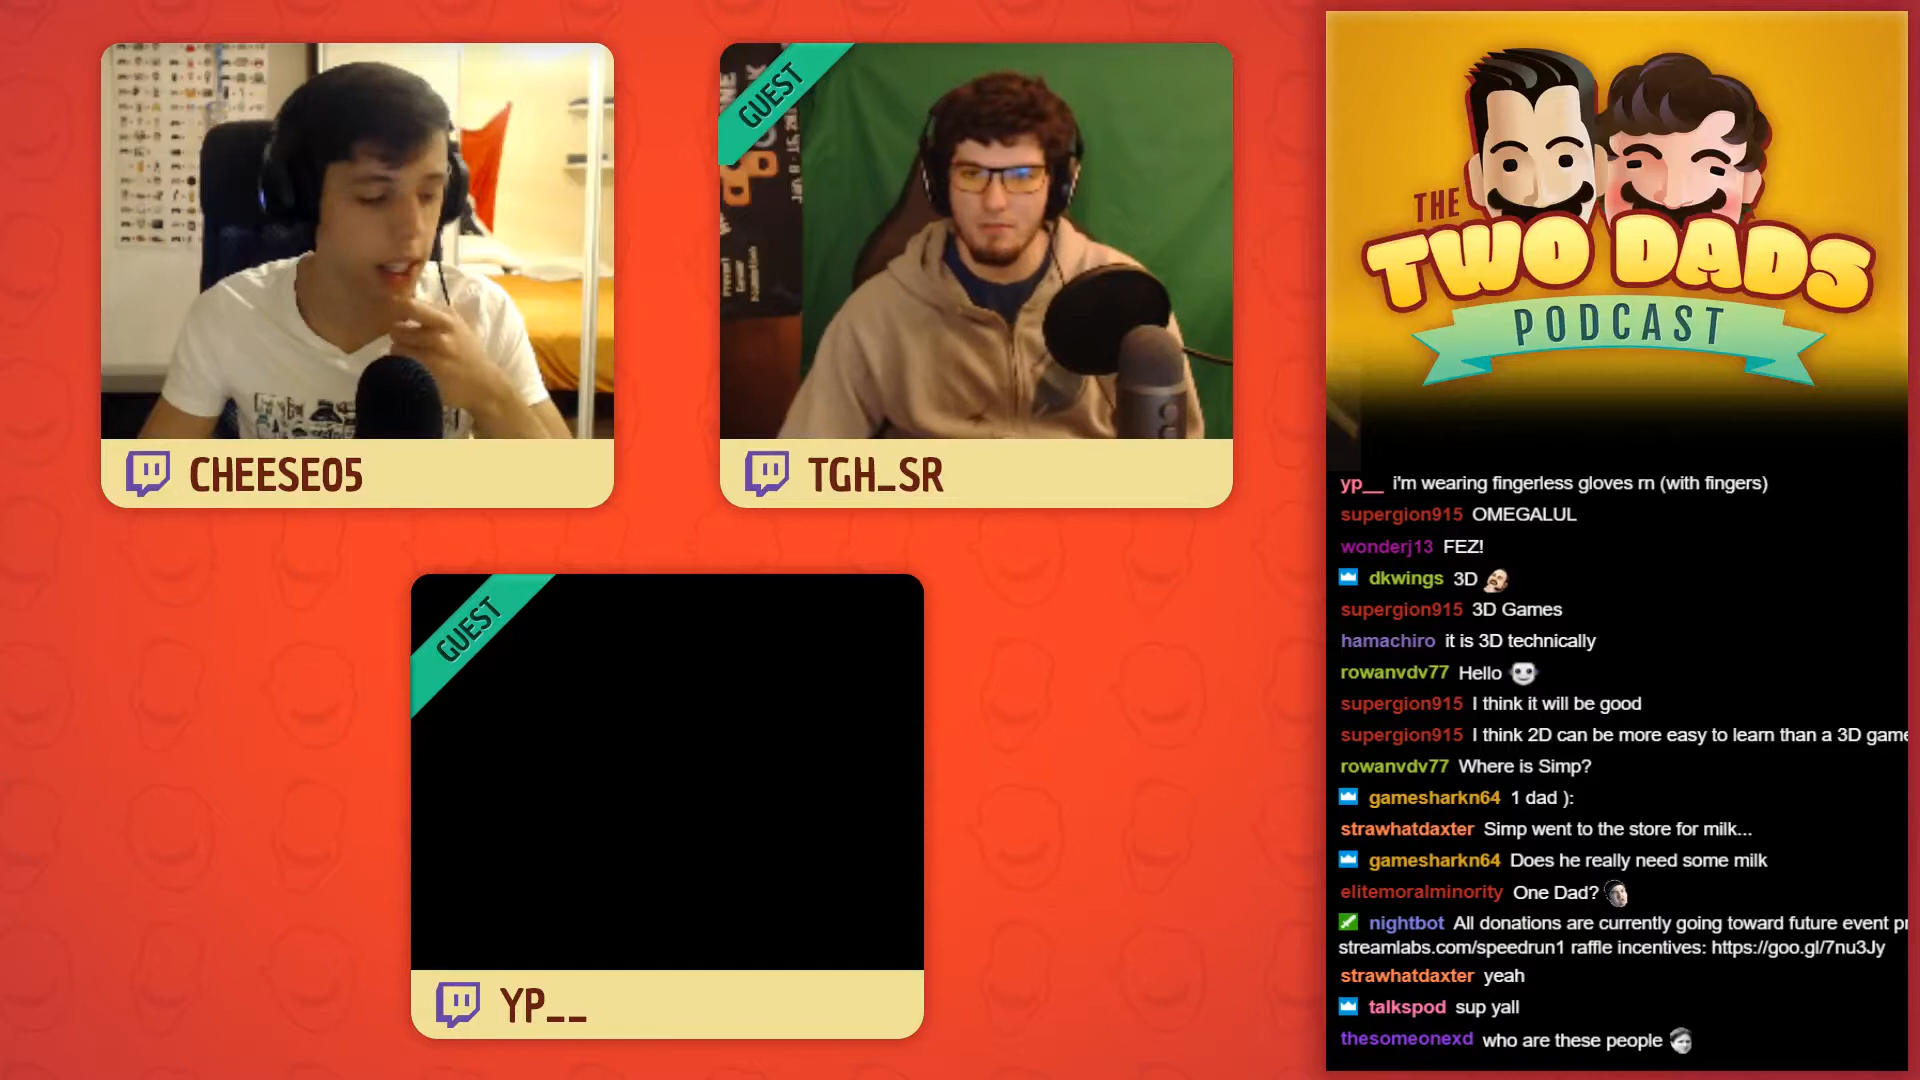 GUEST
CHEESE05
TGH_SR
GUEST
YP__
THE
TWO DADS
PODCAST
yp__ i'm wearing fingerless gloves rn (with fingers)
supergion915 OMEGALUL
wonderj13 FEZ!
dkwings 3D
supergion915 3D Games
hamachiro it is 3D technically
rowanvdv77 Hello
supergion915 I think it will be good
supergion915 I think 2D can be more easy to learn than a 3D game
rowanvdv77 Where is Simp?
gamesharkn64 1 dad ):
strawhatdaxter Simp went to the store for milk...
gamesharkn64 Does he really need some milk
elitemoralminority One Dad?
nightbot All donations are currently going toward future event
streamlabs.com/speedrun1 raffle incentives: https://goo.gl/7nu3Jy
strawhatdaxter yeah
talkspod sup yall
thesomeonexd who are these people